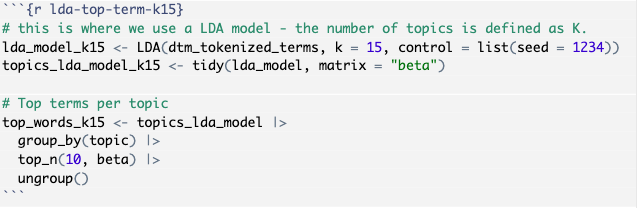 ```{r lda-top-term-k15}
# this is where we use a LDA model - the number of topics is defined as K.
lda_model_k15 <- LDA(dtm_tokenized_terms, k = 15, control = list(seed = 1234))
topics_lda_model_k15 <- tidy(lda_model, matrix = "beta")

# Top terms per topic
top_words_k15 <- topics_lda_model |>
  group_by(topic) |>
  top_n(10, beta) |>
  ungroup()
```